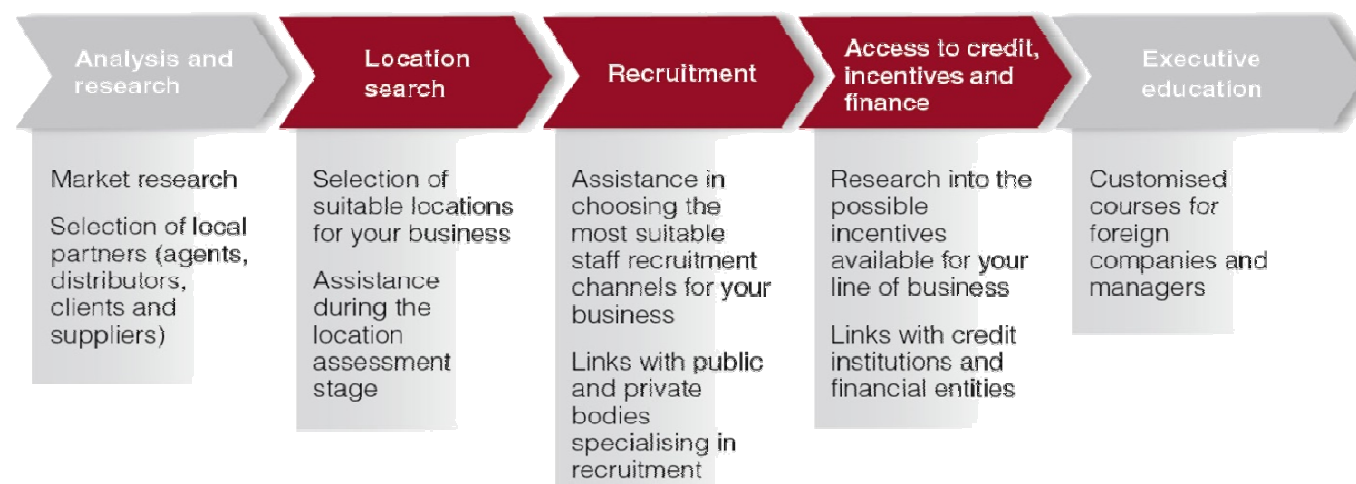 Analysis and
research
Location
search
Recruitment
Access to credit,
incentives and
finance
Executive
education
Market research
Selection of local
partners (agents,
distributors,
clients and
suppliers)
Selection of
suitable locations
for your business
Assistance
during the
location
assessment
stage
Assistance in
choosing the
most suitable
staff recruitment
channels for your
business
Links with public
and private
bodies
specialising in
recruitment
Research into the
possible
incentives
available for your
line of business
Links with credit
institutions and
financial entities
Customised
courses for
foreign
companies and
managers